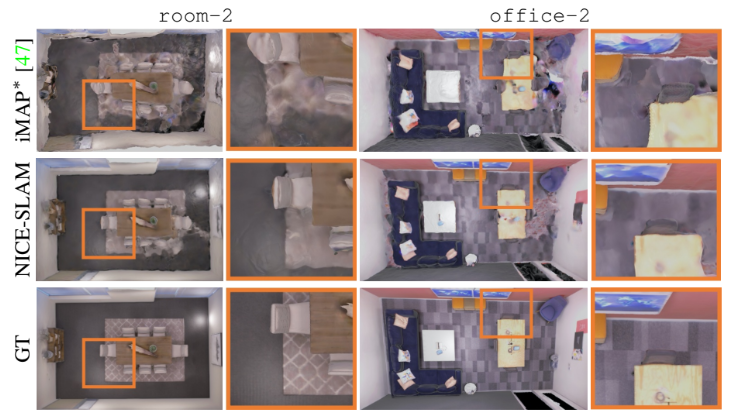 room-2
office-2
iMAP* [47]
NICE-SLAM
GT